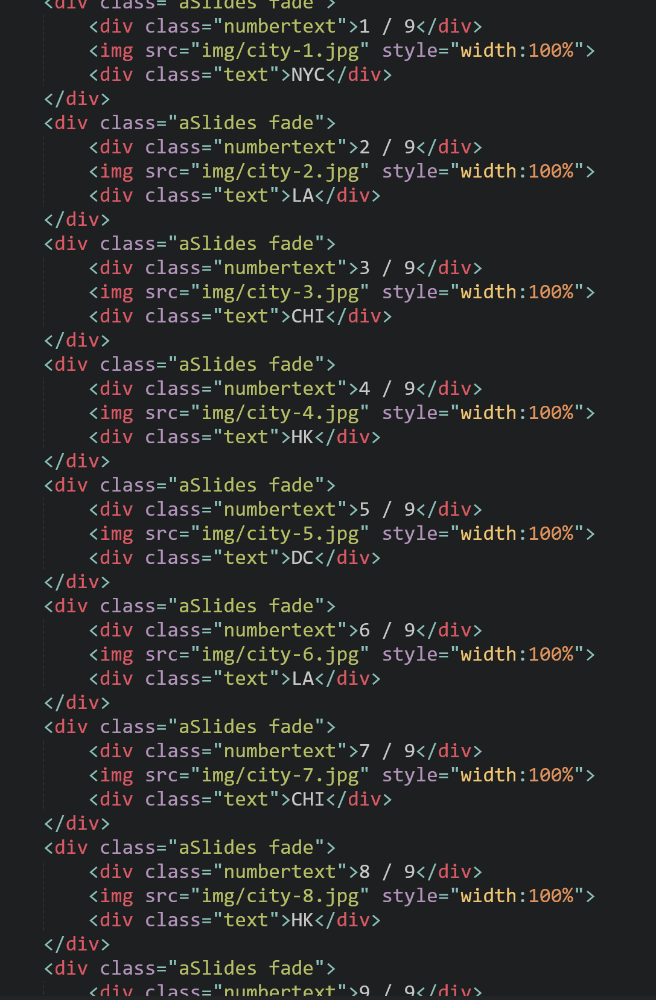 <div class="aSlides fade">
<div class="numbertext">1 / 9</div>
<img src="img/city-1.jpg" style="width:100%">
<div class="text">NYC</div>
</div>
<div class="aSlides fade">
<div class="numbertext">2 / 9</div>
<img src="img/city-2.jpg" style="width:100%">
<div class="text">LA</div>
</div>
<div class="aSlides fade">
<div class="numbertext">3 / 9</div>
<img src="img/city-3.jpg" style="width:100%">
<div class="text">CHI</div>
</div>
<div class="aSlides fade">
<div class="numbertext">4 / 9</div>
<img src="img/city-4.jpg" style="width:100%">
<div class="text">HK</div>
</div>
<div class="aSlides fade">
<div class="numbertext">5 / 9</div>
<img src="img/city-5.jpg" style="width:100%">
<div class="text">DC</div>
</div>
<div class="aSlides fade">
<div class="numbertext">6 / 9</div>
<img src="img/city-6.jpg" style="width:100%">
<div class="text">LA</div>
</div>
<div class="aSlides fade">
<div class="numbertext">7 / 9</div>
<img src="img/city-7.jpg" style="width:100%">
<div class="text">CHI</div>
</div>
<div class="aSlides fade">
<div class="numbertext">8 / 9</div>
<img src="img/city-8.jpg" style="width:100%">
<div class="text">HK</div>
</div>
<div class="aSlides fade">
<div class="numbertext">9 / 9</div>